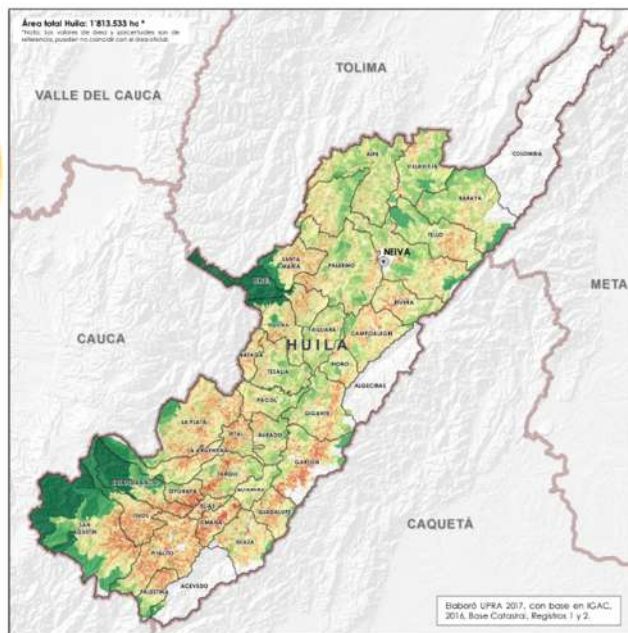 Área total Huila: 1'813.533 ha *
*Nota: Los valores de área y porcentajes son de
referencia, pueden no coincidir con el área oficial.
TOLIMA
VALLE DEL CAUCA
COLOMBIA
AIPE
VILLAVIEJA
BARAYA
TELLO
NEIVA
SANTA
MARÍA
PALERMO
META
RIVERA
CAUCA
YAGUARÁ
CAMPOALEGRE
HUILA
HOBO
TESALIA
ALGECIRAS
PAICOL
GIGANTE
LA PLATA
PITAL
AGRADO
LA ARGENTINA
GARZÓN
TARQUI
OPORAPA
ALTAMIRA
ELÍAS
GUADALUPE
ISNOS
TIMANÁ
SAN
AGUSTÍN
SUAZA
CAQUETÁ
PITALITO
ACEVEDO
PALESTINA
Elaboró UPRA 2017, con base en IGAC,
2016, Base Catastral, Registros 1 y 2.